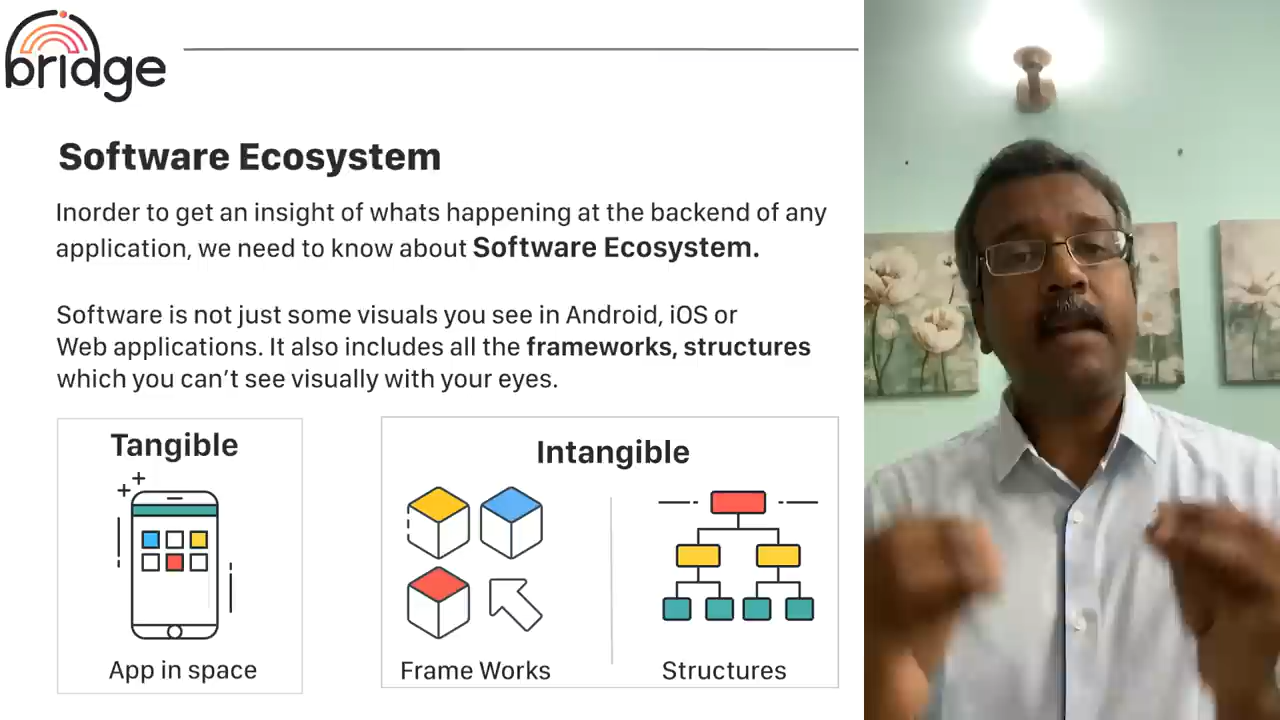 bridge
Software Ecosystem
Inorder to get an insight of whats happening at the backend of any
application, we need to know about Software Ecosystem.
Software is not just some visuals you see in Android, iOS or
Web applications. It also includes all the frameworks, structures
which you can't see visually with your eyes.
Tangible
App in space
Intangible
Frame Works
Structures